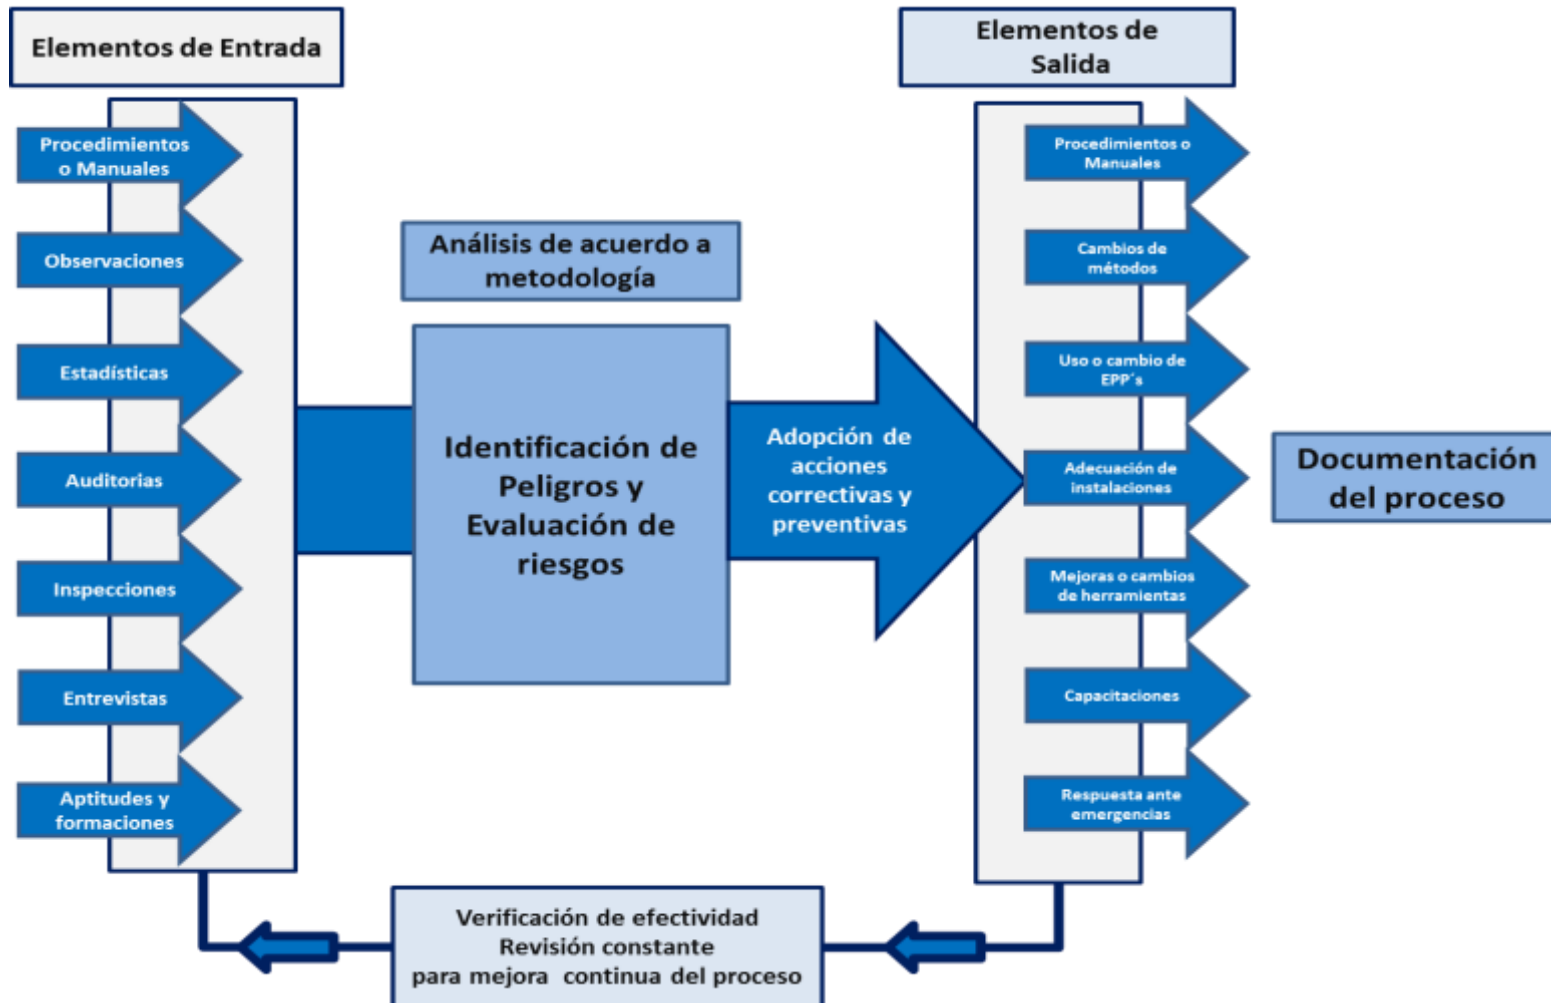 Elementos de Entrada
Procedimientos
o Manuales
Observaciones
Estadísticas
Auditorias
Inspecciones
Entrevistas
Aptitudes y
formaciones
Análisis de acuerdo a
metodología
Identificación de
Peligros y
Evaluación de
riesgos
Adopción de
acciones
correctivas y
preventivas
Elementos de
Salida
Procedimientos o
Manuales
Cambios de
métodos
Uso o cambio de
EPP´s
Adecuación de
instalaciones
Mejoras o cambios
de herramientas
Capacitaciones
Respuesta ante
emergencias
Documentación
del proceso
Verificación de efectividad
Revisión constante
para mejora continua del proceso